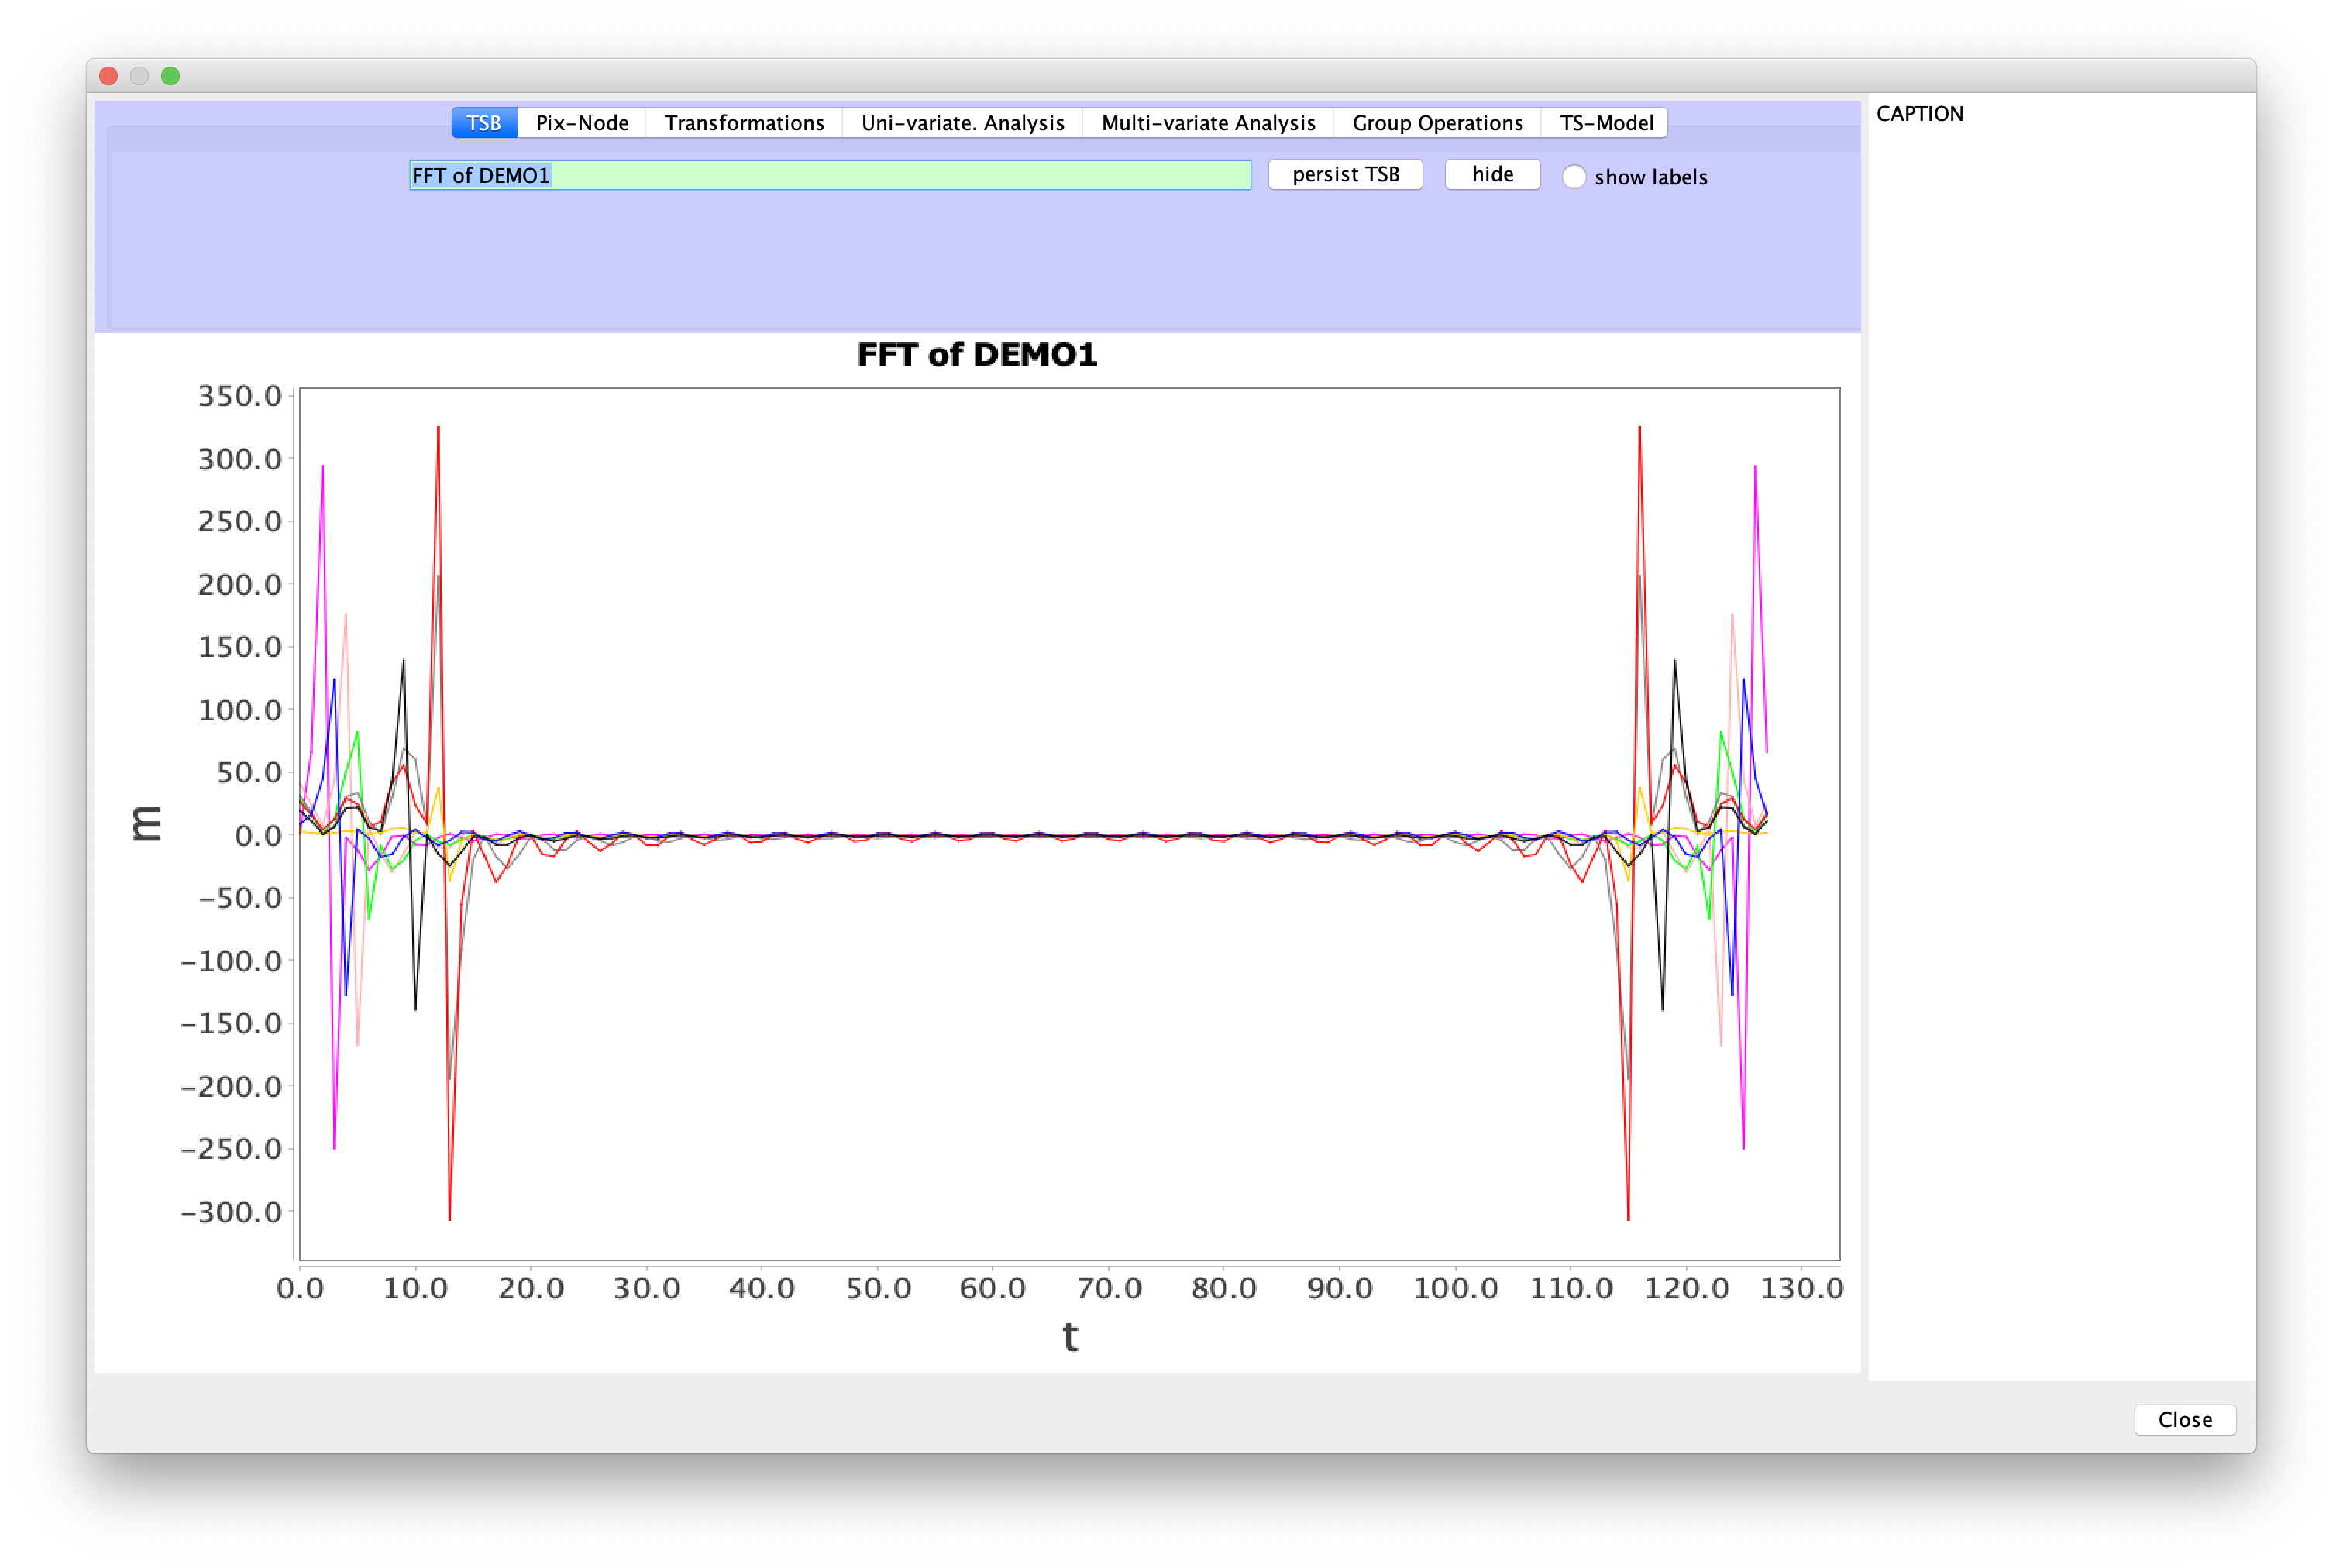 TSB Pix-Node Transformations Uni-variate. Analysis Multi-variate Analysis Group Operations TS-Model
CAPTION
FFT of DEMO1 persist TSB hide show labels
FFT of DEMO1
350.0
300.0
250.0
200.0
150.0
100.0
50.0
0.0
-50.0
-100.0
-150.0
-200.0
-250.0
-300.0
m
0.0 10.0 20.0 30.0 40.0 50.0 60.0 70.0 80.0 90.0 100.0 110.0 120.0 130.0
t
Close